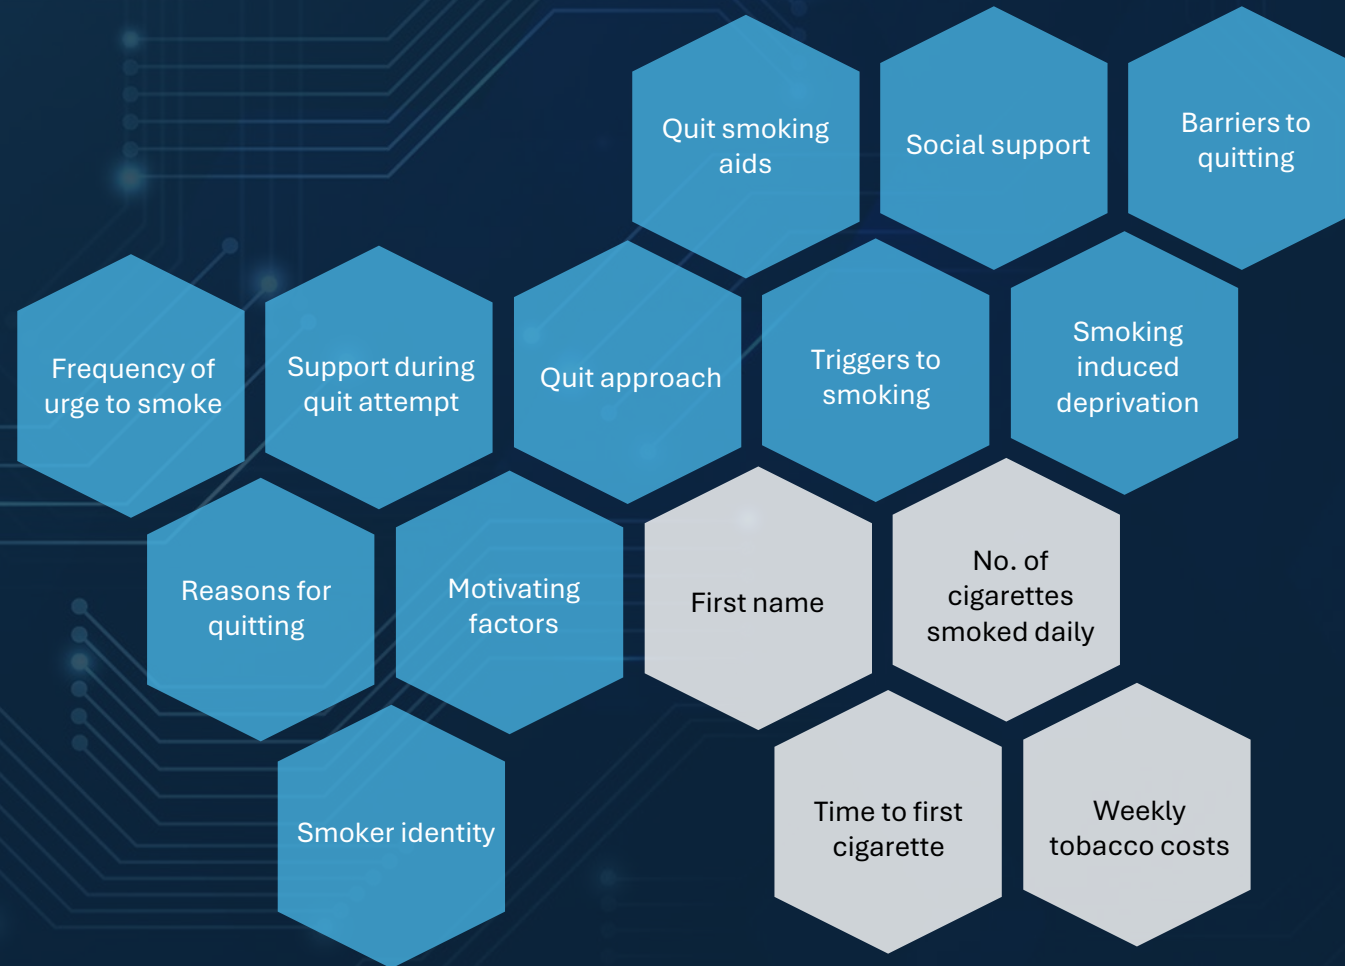 Quit smoking
aids
Social support
Barriers to
quitting
Frequency of
urge to smoke
Support during
quit attempt
Quit approach
Triggers to
smoking
Smoking
induced
deprivation
Reasons for
quitting
Motivating
factors
First name
No. of
cigarettes
smoked daily
Smoker identity
Time to first
cigarette
Weekly
tobacco costs